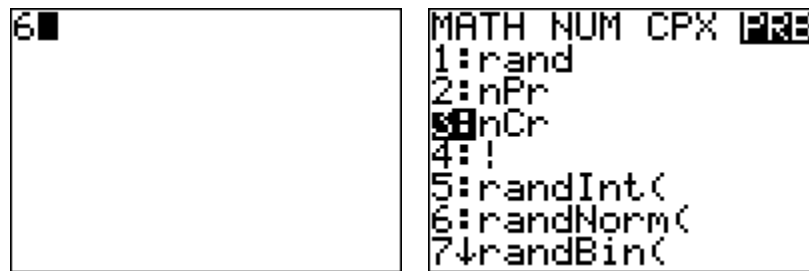 6
MATH NUM CPX PRB
1:rand
2:nPr
3:nCr
4:!
5:randInt(
6:randNorm(
7↓randBin(